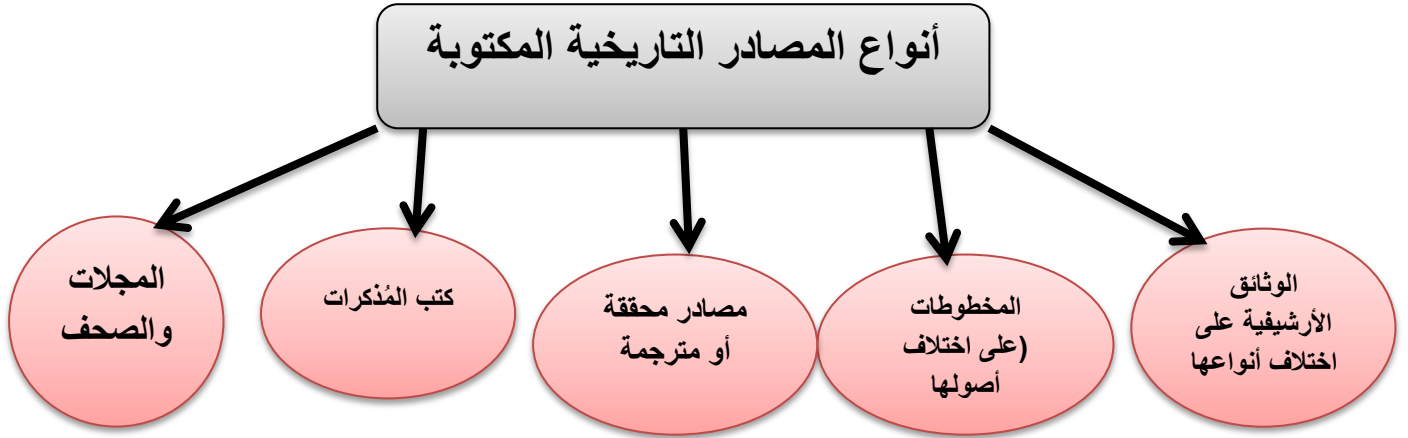 أنواع المصادر التاريخية المكتوبة
الوثائق
الأرشيفية على
اختلاف أنواعها
المخطوطات
(على اختلاف
أصولها
مصادر محققة
أو مترجمة
كتب المُذكرات
المجلات
والصحف